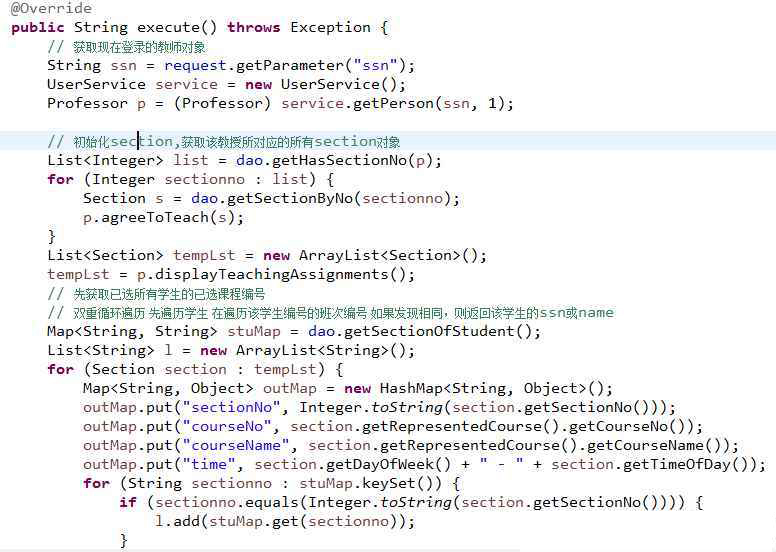 @Override
public String execute() throws Exception {
// 获取现在登录的教师对象
String ssn = request.getParameter("ssn");
UserService service = new UserService();
Professor p = (Professor) service.getPerson(ssn, 1);
// 初始化section,获取该教授所对应的所有section对象
List<Integer> list = dao.getHasSectionNo(p);
for (Integer sectionno : list) {
Section s = dao.getSectionByNo(sectionno);
p.agreeToTeach(s);
}
List<Section> tempLst = new ArrayList<Section>();
tempLst = p.displayTeachingAssignments();
// 先获取已选所有学生的已选课程编号
// 双重循环遍历 先遍历学生 在遍历该学生编号的班次编号 如果发现相同，则返回该学生的ssn或name
Map<String, String> stuMap = dao.getSectionOfStudent();
List<String> l = new ArrayList<String>();
for (Section section : tempLst) {
Map<String, Object> outMap = new HashMap<String, Object>();
outMap.put("sectionNo", Integer.toString(section.getSectionNo()));
outMap.put("courseNo", section.getRepresentedCourse().getCourseNo());
outMap.put("courseName", section.getRepresentedCourse().getCourseName());
outMap.put("time", section.getDayOfWeek() + " - " + section.getTimeOfDay());
for (String sectionno : stuMap.keySet()) {
if (sectionno.equals(Integer.toString(section.getSectionNo()))) {
l.add(stuMap.get(sectionno));
}